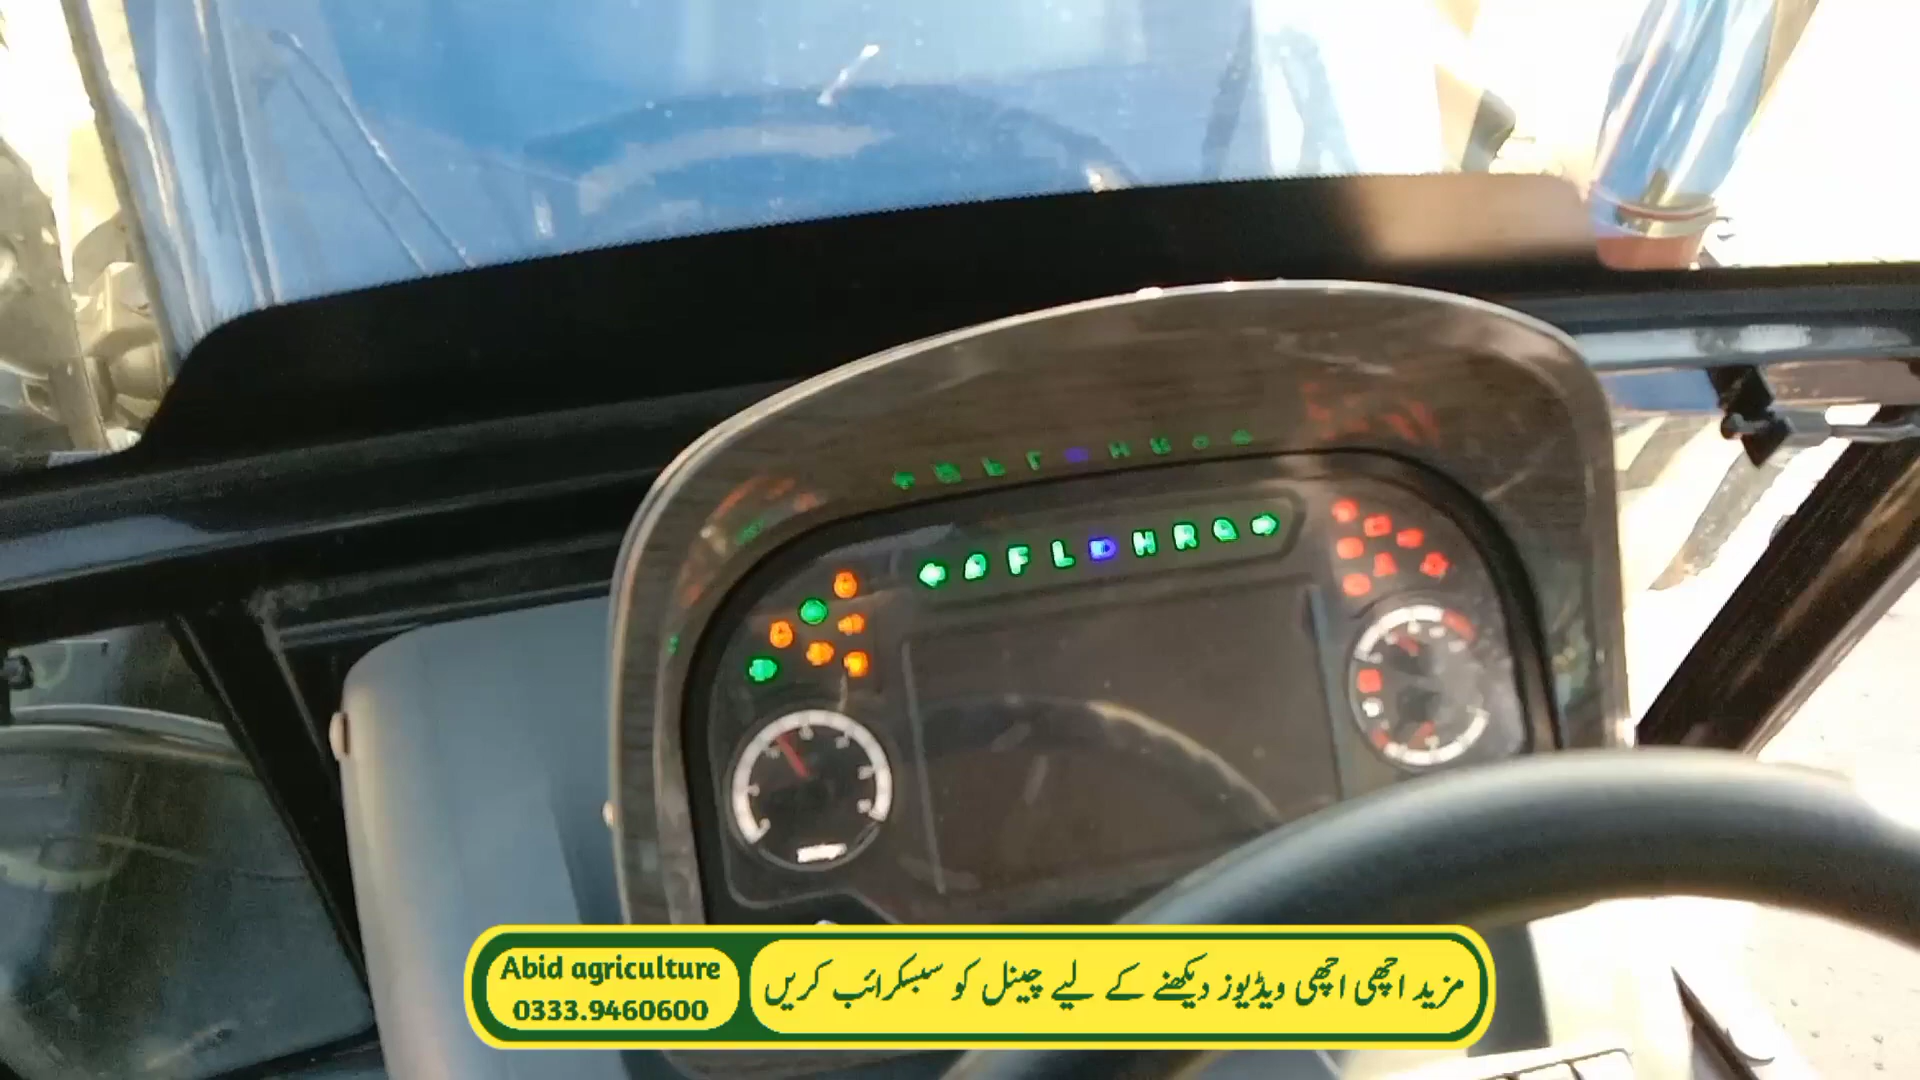 F L H R
Abid agriculture
0333.9460600
مزید اچھی اچھی ویڈیوز دیکھنے کے لیے چینل کو سبسکرائب کریں